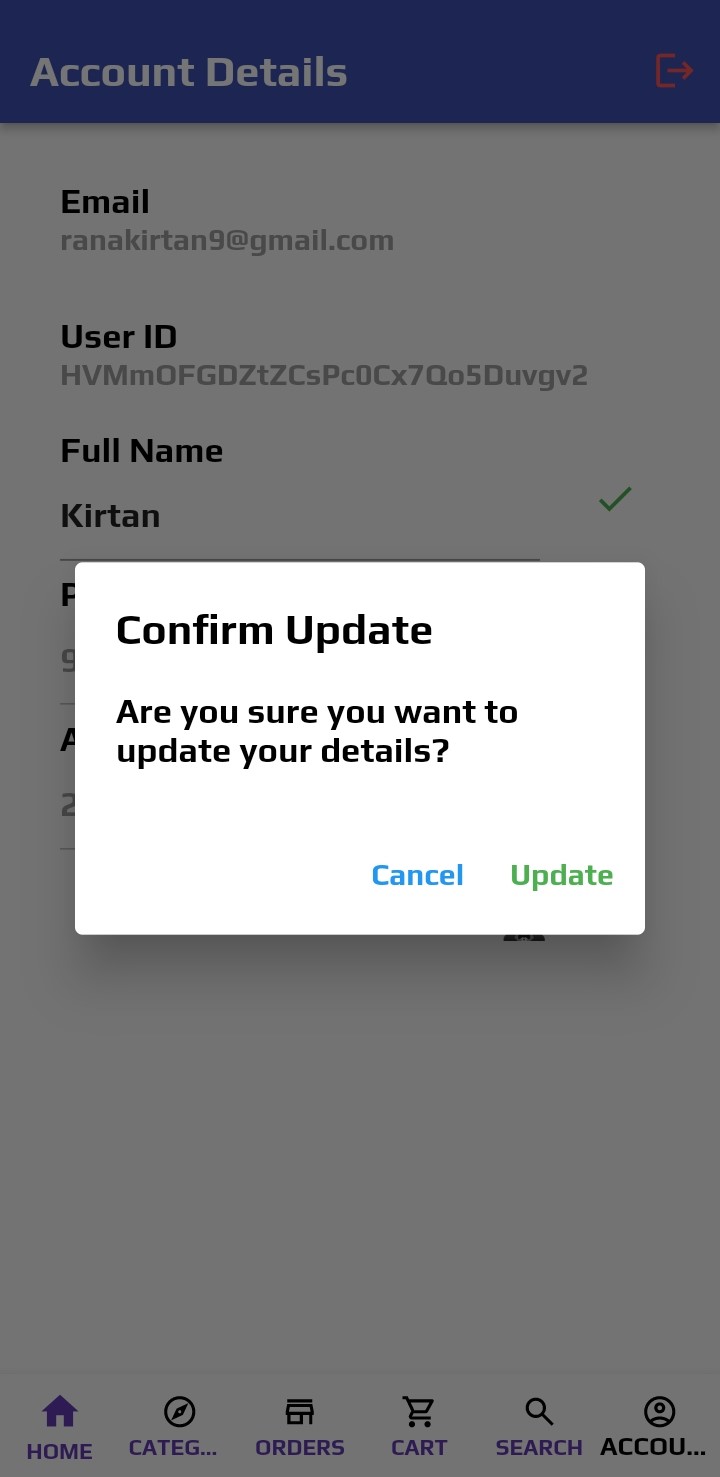 Account Details
Email
ranakirtan9@gmail.com
User ID
HVMmOFGDZtZCsPc0Cx7Qo5Duvgv2
Full Name
Kirtan
P
9
A
2
Confirm Update
Are you sure you want to
update your details?
Cancel Update
HOME CATEG... ORDERS CART SEARCH ACCOU...